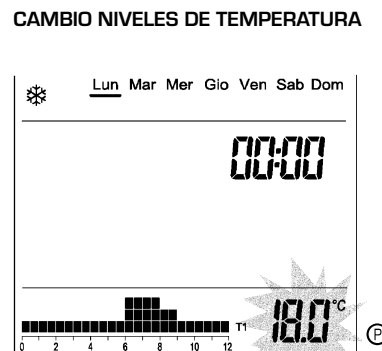 CAMBIO NIVELES DE TEMPERATURA
Lun Mar Mer Gio Ven Sab Dom
00:00
18.0°C
T1
P
0 2 4 6 8 10 12